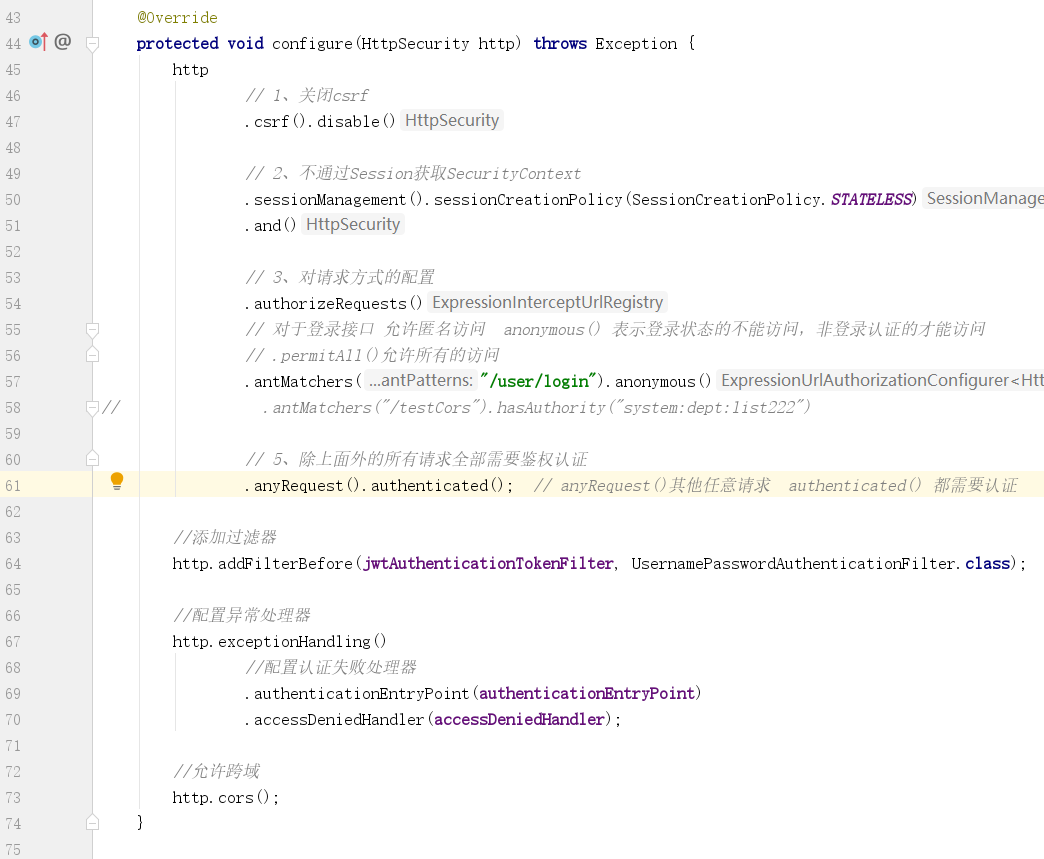 43 @Override
44 @ protected void configure(HttpSecurity http) throws Exception {
45 http
46 // 1、关闭csrf
47 .csrf().disable() HttpSecurity
48
49 // 2、不通过Session获取SecurityContext
50 .sessionManagement().sessionCreationPolicy(SessionCreationPolicy.STATELESS) SessionManage
51 .and() HttpSecurity
52
53 // 3、对请求方式的配置
54 .authorizeRequests() ExpressionInterceptUrlRegistry
55 // 对于登录接口 允许匿名访问  anonymous() 表示登录状态的不能访问，非登录认证的才能访问
56 // .permitAll()允许所有的访问
57 .antMatchers( ...antPatterns: "/user/login").anonymous() ExpressionUrlAuthorizationConfigurer<Htt
58 // .antMatchers("/testCors").hasAuthority("system:dept:list222")
59
60 // 5、除上面外的所有请求全部需要鉴权认证
61 .anyRequest().authenticated();  // anyRequest()其他任意请求  authenticated() 都需要认证
62
63 //添加过滤器
64 http.addFilterBefore(jwtAuthenticationTokenFilter, UsernamePasswordAuthenticationFilter.class);
65
66 //配置异常处理器
67 http.exceptionHandling()
68 //配置认证失败处理器
69 .authenticationEntryPoint(authenticationEntryPoint)
70 .accessDeniedHandler(accessDeniedHandler);
71
72 //允许跨域
73 http.cors();
74 }
75